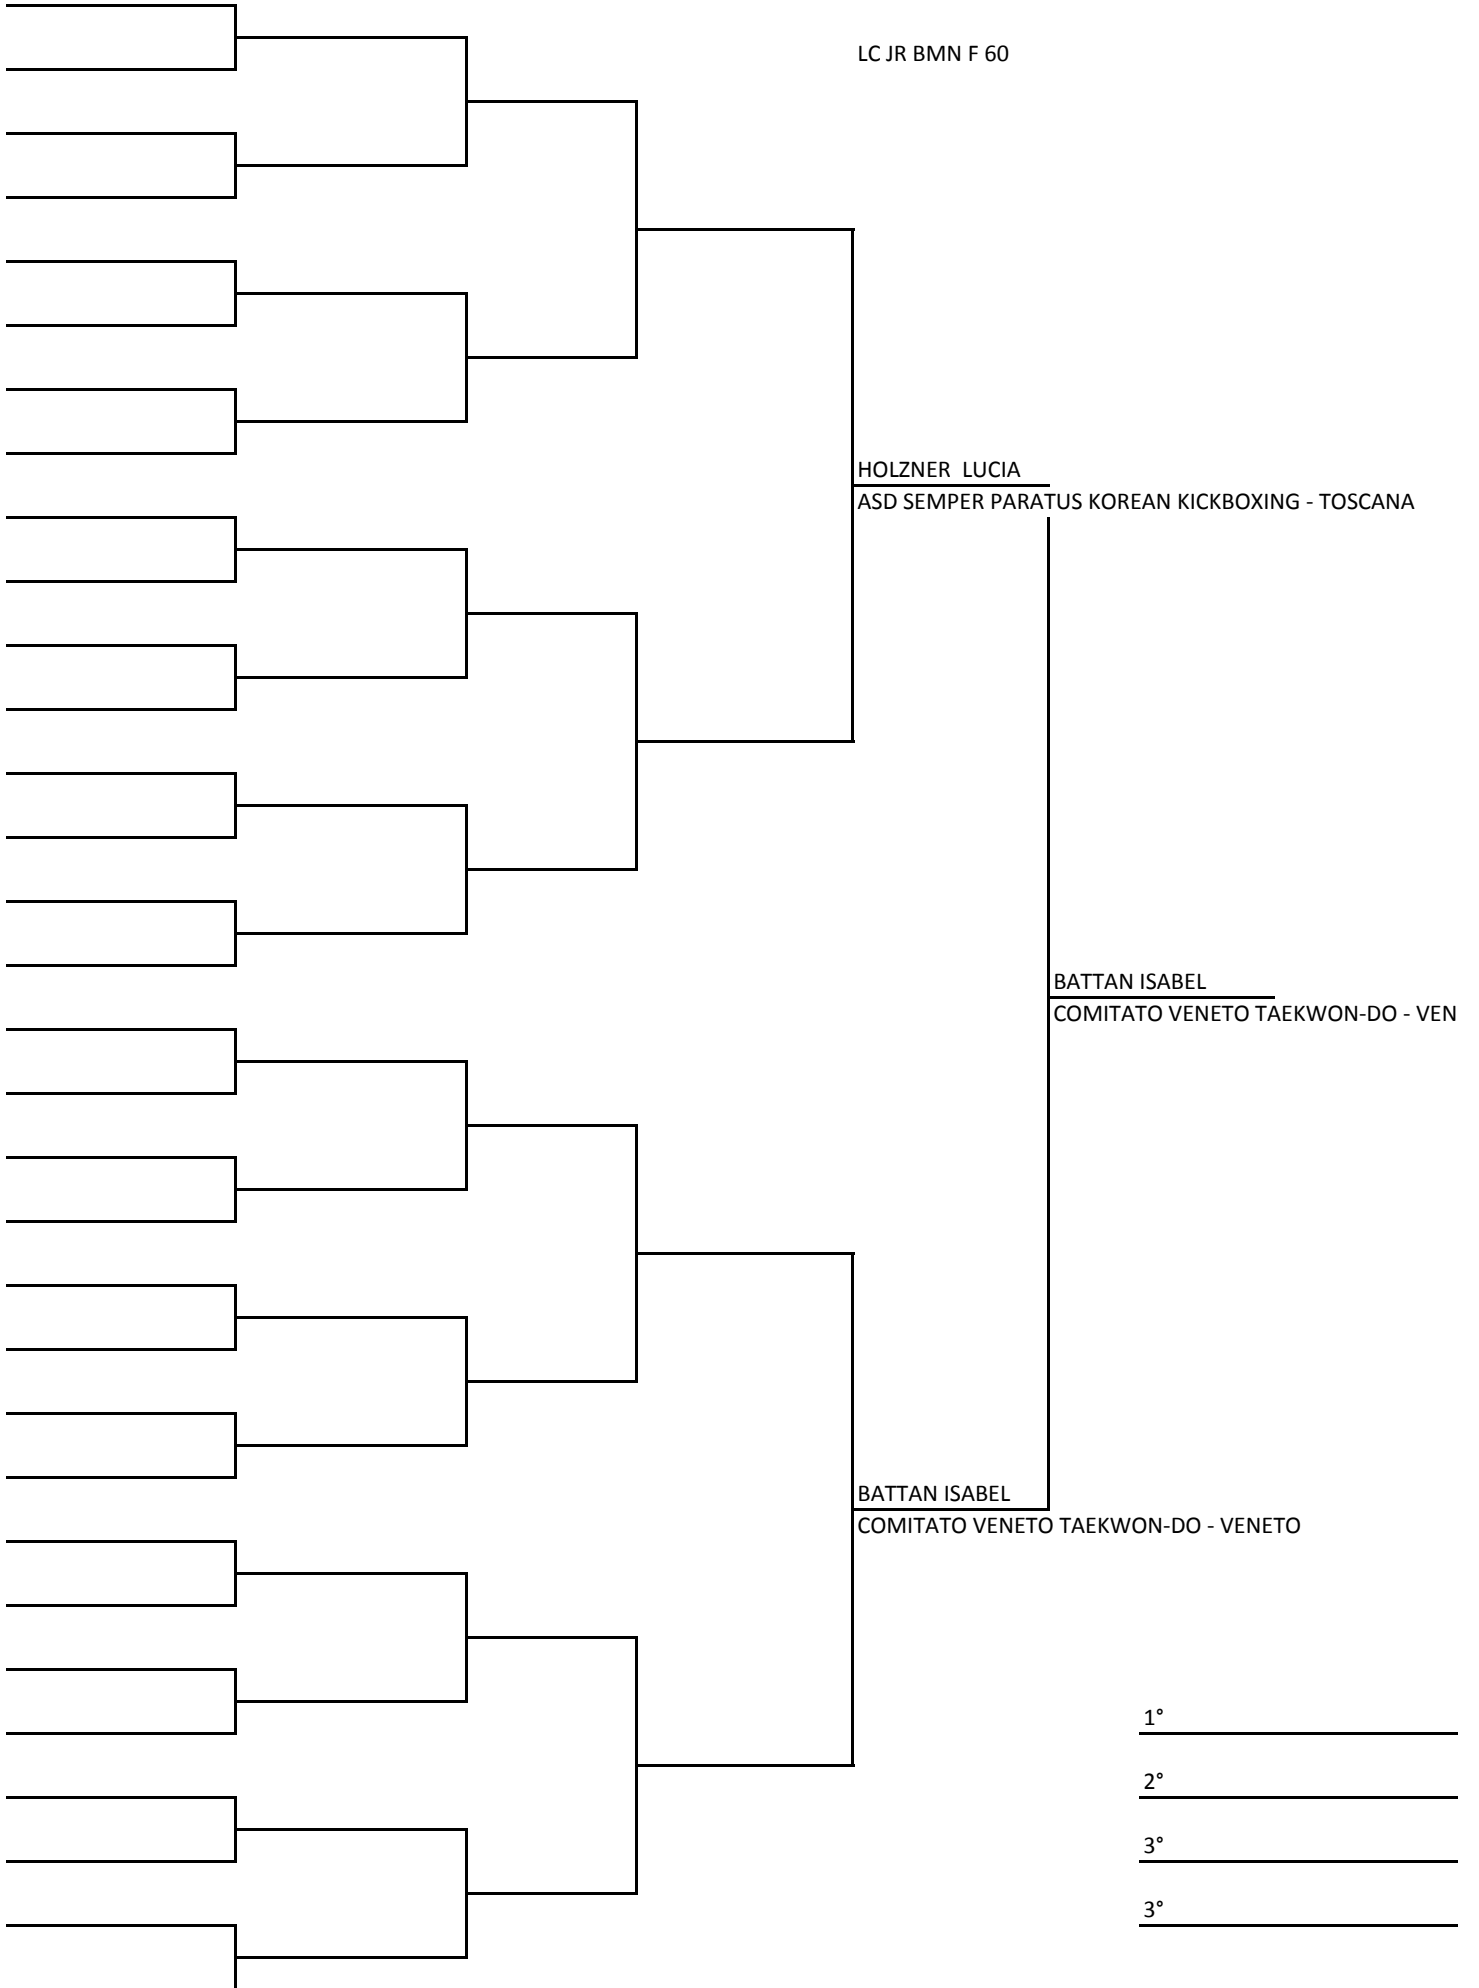 LC JR BMN F 60
HOLZNER  LUCIA
ASD SEMPER PARATUS KOREAN KICKBOXING - TOSCANA
BATTAN ISABEL
COMITATO VENETO TAEKWON-DO - VEN
BATTAN ISABEL
COMITATO VENETO TAEKWON-DO - VENETO
1°
2°
3°
3°